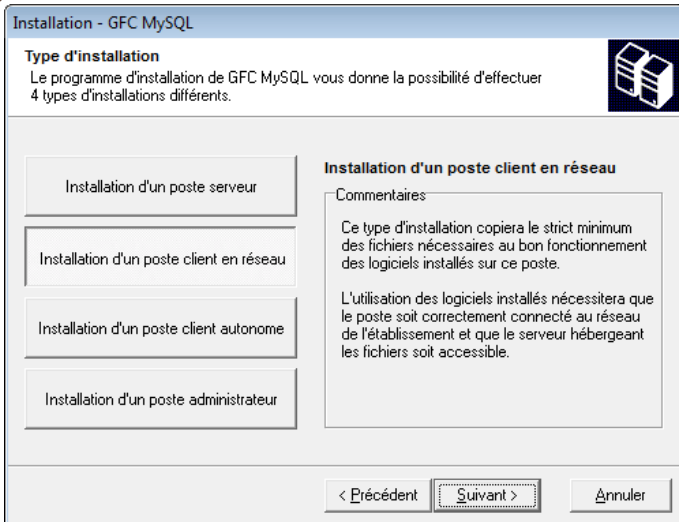 Installation - GFC MySQL
Type d'installation
Le programme d'installation de GFC MySQL vous donne la possibilité d'effectuer
4 types d'installations différents.
Installation d'un poste serveur
Installation d'un poste client en réseau
Installation d'un poste client autonome
Installation d'un poste administrateur
Installation d'un poste client en réseau
Commentaires
Ce type d'installation copiera le strict minimum
des fichiers nécessaires au bon fonctionnement
des logiciels installés sur ce poste.
L'utilisation des logiciels installés nécessitera que
le poste soit correctement connecté au réseau
de l'établissement et que le serveur hébergeant
les fichiers soit accessible.
< Précédent
Suivant >
Annuler